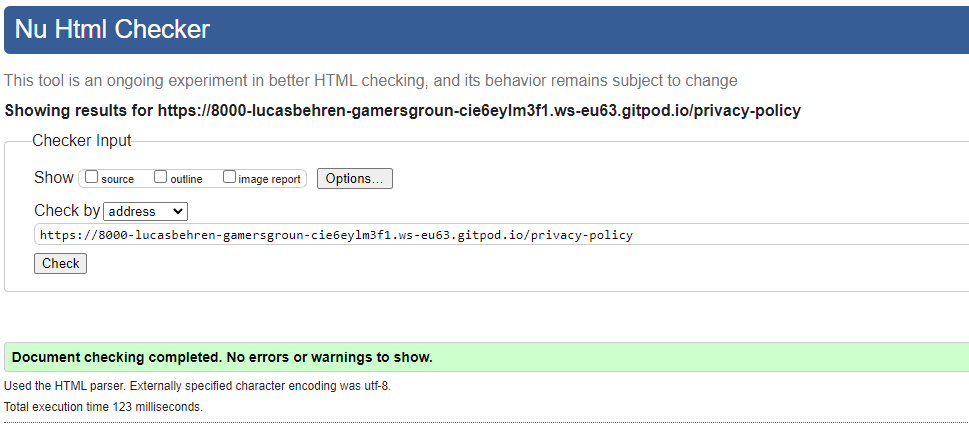 Nu Html Checker
This tool is an ongoing experiment in better HTML checking, and its behavior remains subject to change
Showing results for https://8000-lucasbehren-gamersgroun-cie6eylm3f1.ws-eu63.gitpod.io/privacy-policy
Checker Input
Show source outline image report Options...
Check by address
https://8000-lucasbehren-gamersgroun-cie6eylm3f1.ws-eu63.gitpod.io/privacy-policy
Check
Document checking completed. No errors or warnings to show.
Used the HTML parser. Externally specified character encoding was utf-8.
Total execution time 123 milliseconds.